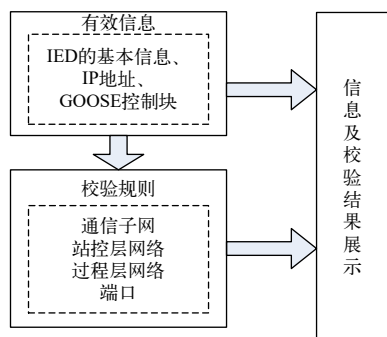 有效信息
IED的基本信息、
IP地址、
GOOSE控制块
校验规则
通信子网
站控层网络
过程层网络
端口
信息及校验结果展示